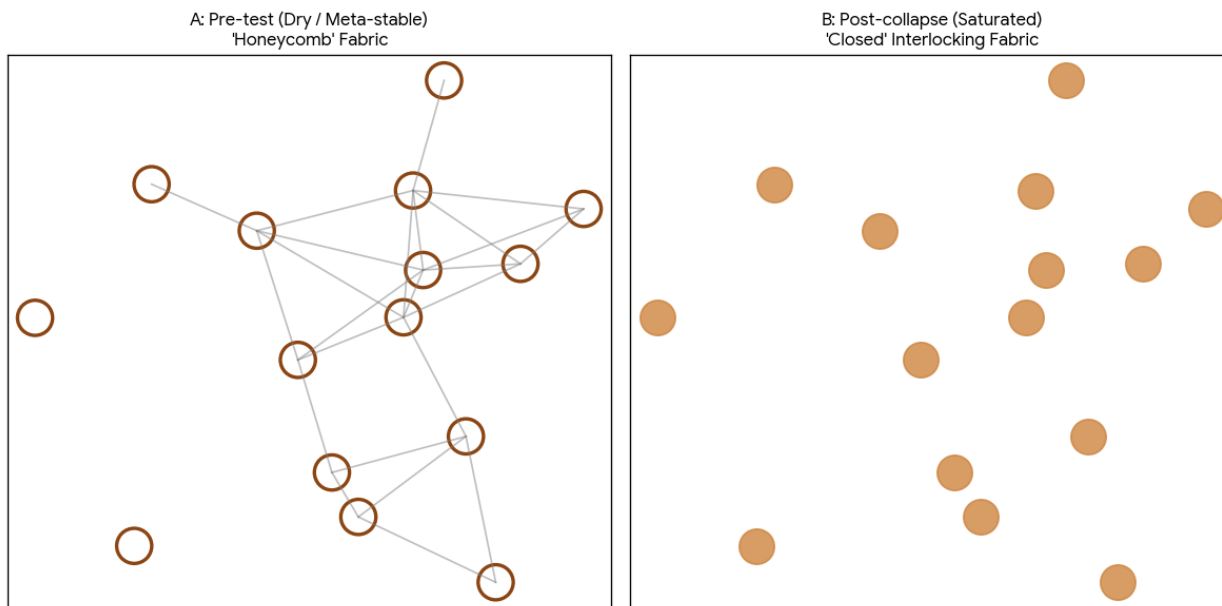 A: Pre-test (Dry / Meta-stable)
'Honeycomb' Fabric
B: Post-collapse (Saturated)
'Closed' Interlocking Fabric